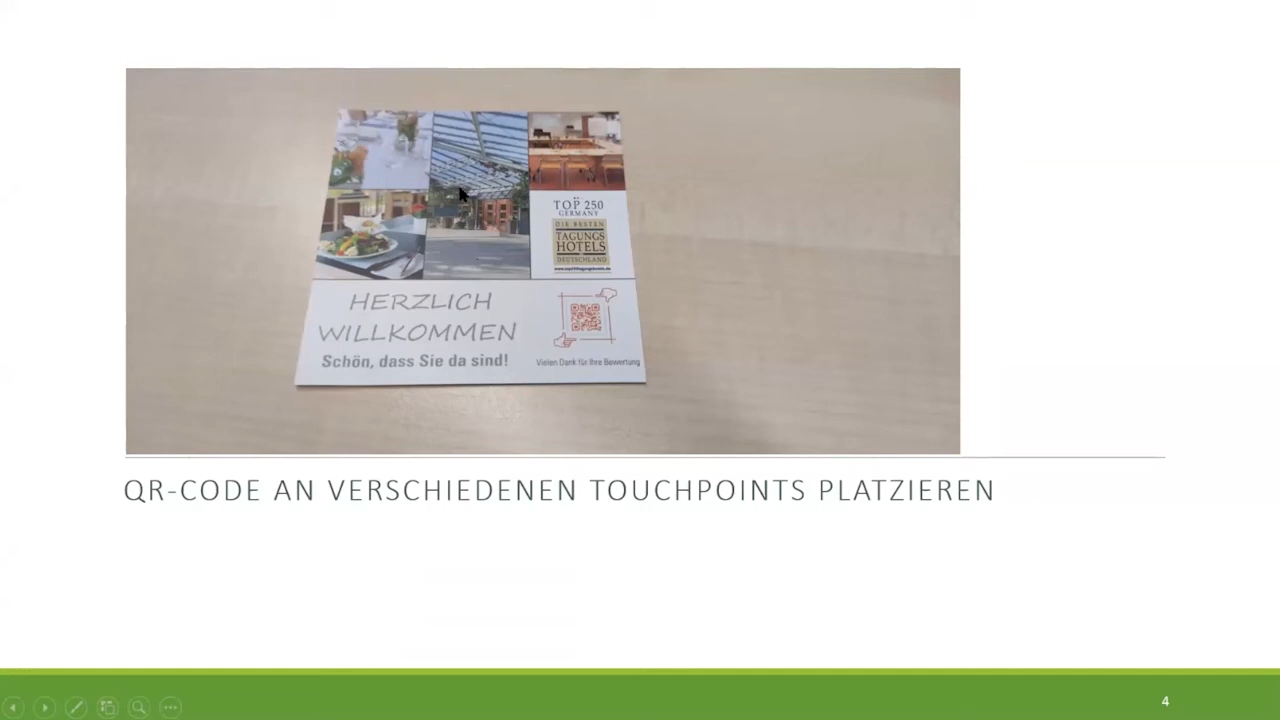 TOP 250
GERMANY
DIE BESTEN
TAGUNGS
HOTELS
DEUTSCHLAND
HERZLICH
WILLKOMMEN
Schön, dass Sie da sind!
Vielen Dank für Ihre Bewertung
QR-CODE AN VERSCHIEDENEN TOUCHPOINTS PLATZIEREN
4